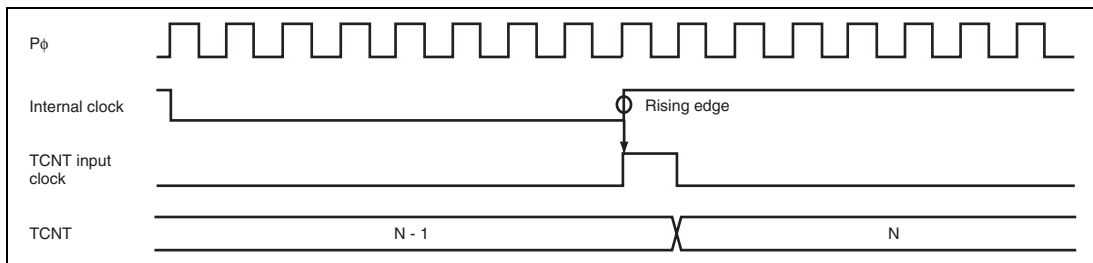 Pϕ
Internal clock
Rising edge
TCNT input
clock
TCNT
N - 1
N